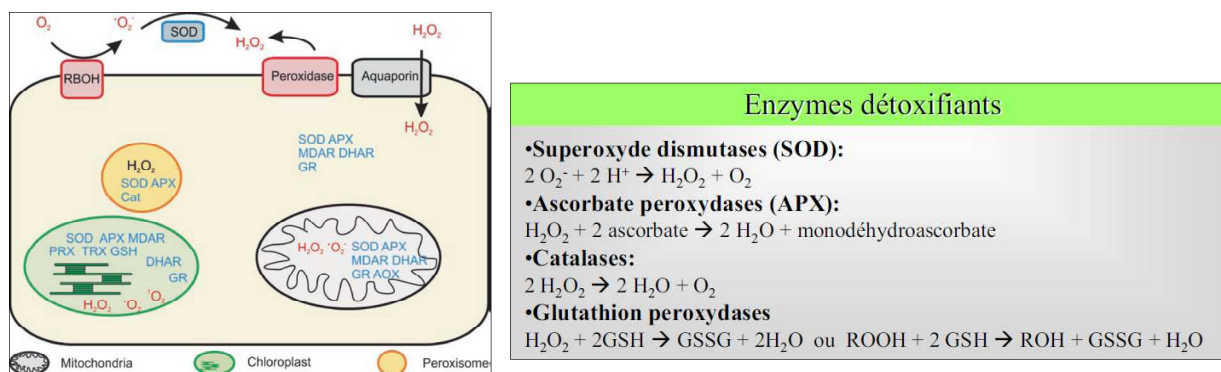 O₂ ·O₂⁻ SOD H₂O₂ H₂O₂
RBOH Peroxidase Aquaporin
H₂O₂
SOD APX
MDAR DHAR
GR
H₂O₂
SOD APX
Cat
SOD APX MDAR
PRX TRX GSH
DHAR
GR
H₂O₂ ·O₂⁻ ¹O₂
H₂O₂ ·O₂⁻ SOD APX
MDAR DHAR
GR AOX
Mitochondria Chloroplast Peroxisome
Enzymes détoxifiants
•Superoxyde dismutases (SOD):
2 O₂⁻ + 2 H⁺ → H₂O₂ + O₂
•Ascorbate peroxydases (APX):
H₂O₂ + 2 ascorbate → 2 H₂O + monodéhydroascorbate
•Catalases:
2 H₂O₂ → 2 H₂O + O₂
•Glutathion peroxydases
H₂O₂ + 2GSH → GSSG + 2H₂O ou ROOH + 2 GSH → ROH + GSSG + H₂O